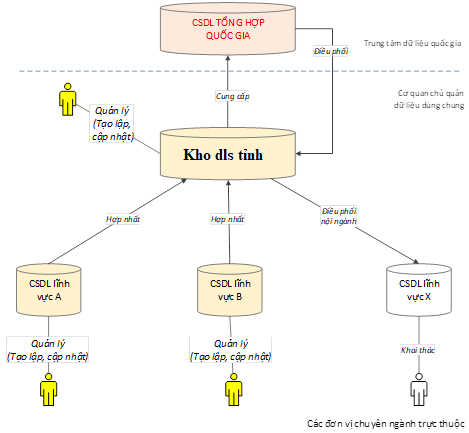 CSDL TỔNG HỢP
QUỐC GIA
Điều phối
Trung tâm dữ liệu quốc gia
Cơ quan chủ quản
dữ liệu dùng chung
Cung cấp
Quản lý
(Tạo lập,
cập nhật)
Kho dls tỉnh
Hợp nhất
Hợp nhất
Điều phối
nội ngành
CSDL lĩnh
vực A
CSDL lĩnh
vực B
CSDL lĩnh
vực X
Quản lý
(Tạo lập, cập nhật)
Quản lý
(Tạo lập, cập nhật)
Khai thác
Các đơn vị chuyên ngành trực thuộc